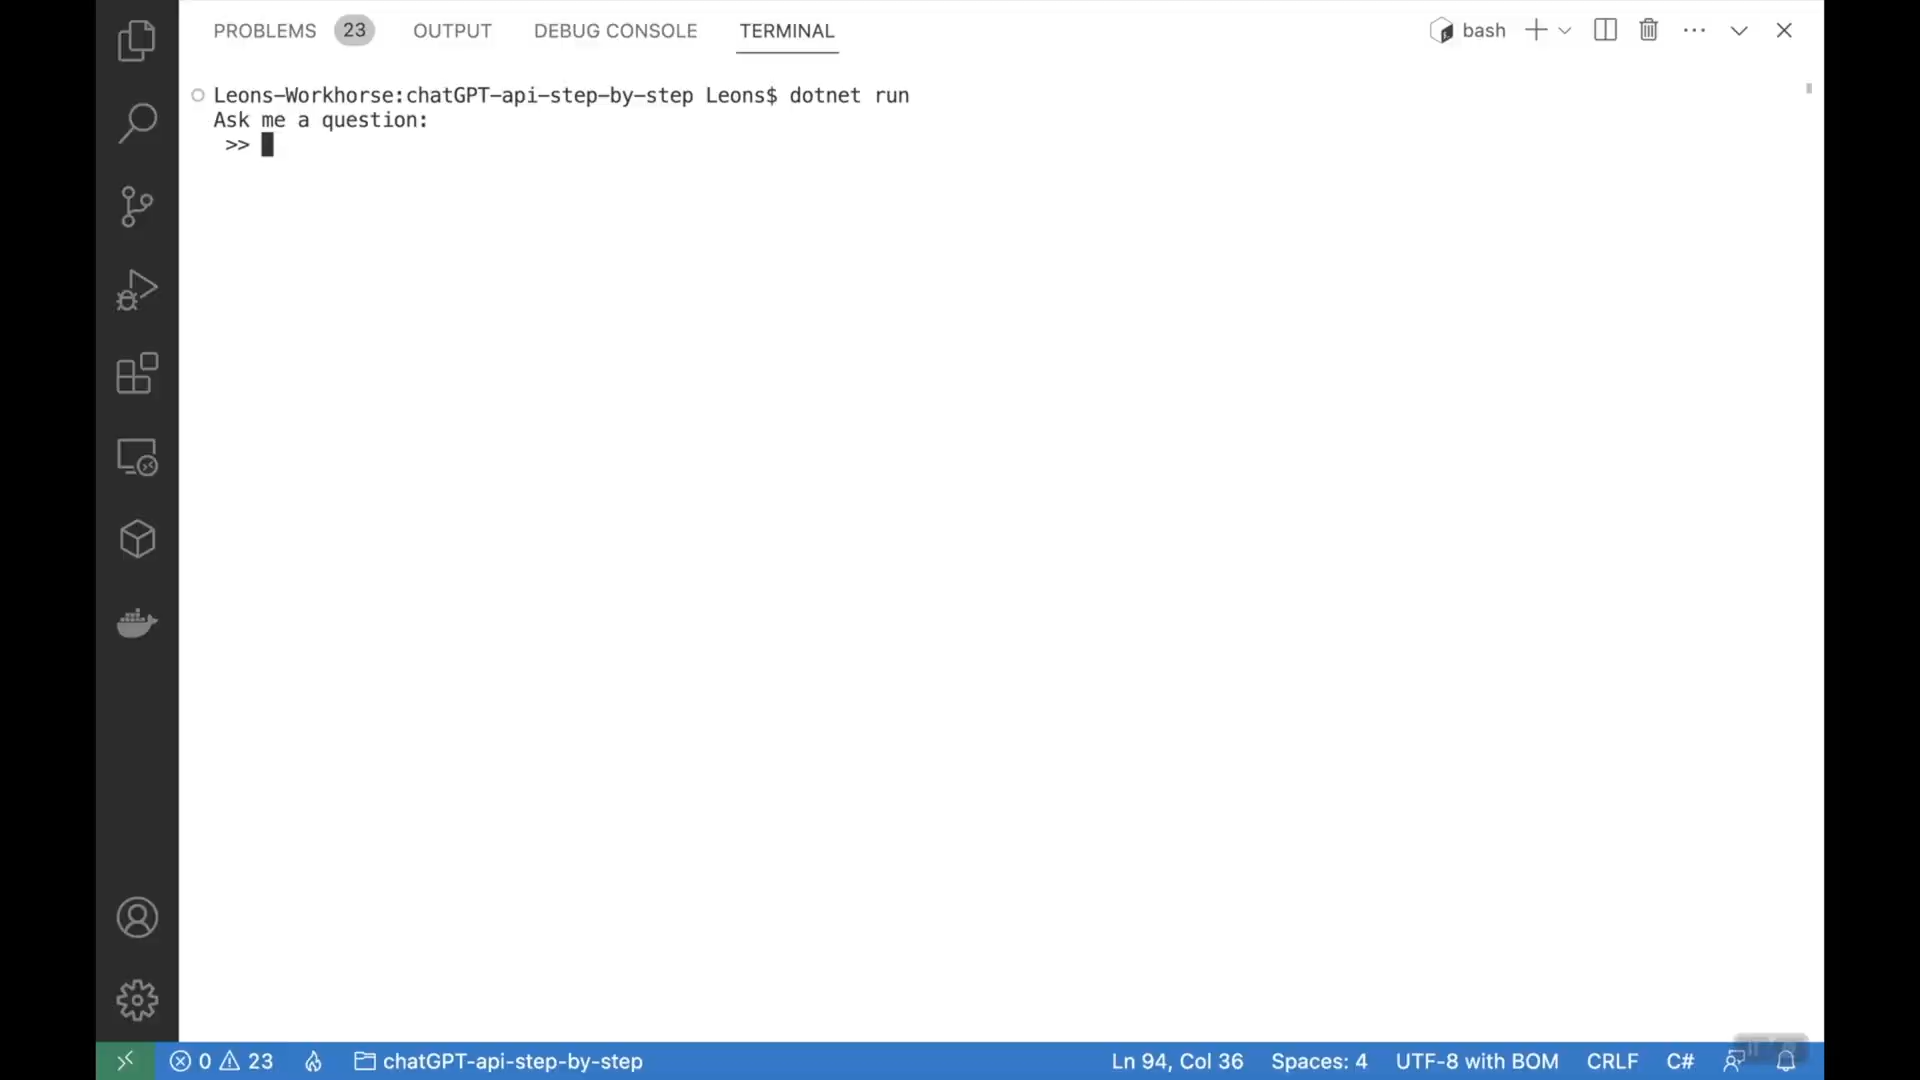 PROBLEMS 23 OUTPUT DEBUG CONSOLE TERMINAL bash
Leons-Workhorse:chatGPT-api-step-by-step Leons$ dotnet run
Ask me a question:
>>
0 23 chatGPT-api-step-by-step Ln 94, Col 36 Spaces: 4 UTF-8 with BOM CRLF C#